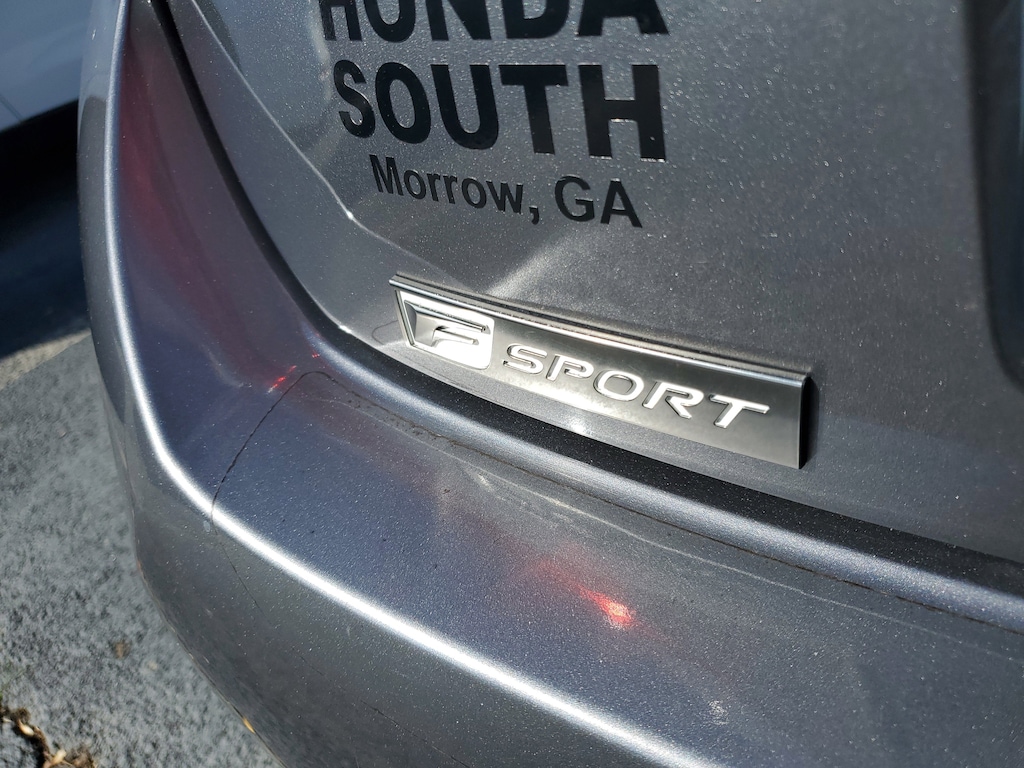 HONDA
SOUTH
Morrow, GA
F SPORT